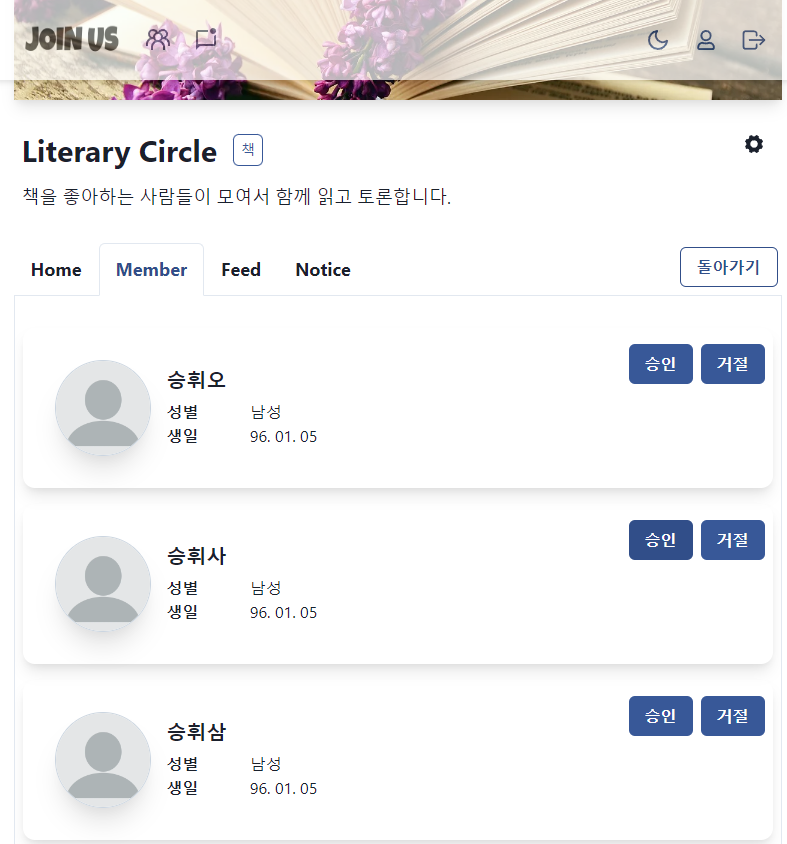 JOIN US
Literary Circle 책
책을 좋아하는 사람들이 모여서 함께 읽고 토론합니다.
Home Member Feed Notice 돌아가기
승휘오 승인 거절
성별 남성
생일 96. 01. 05
승휘사 승인 거절
성별 남성
생일 96. 01. 05
승휘삼 승인 거절
성별 남성
생일 96. 01. 05